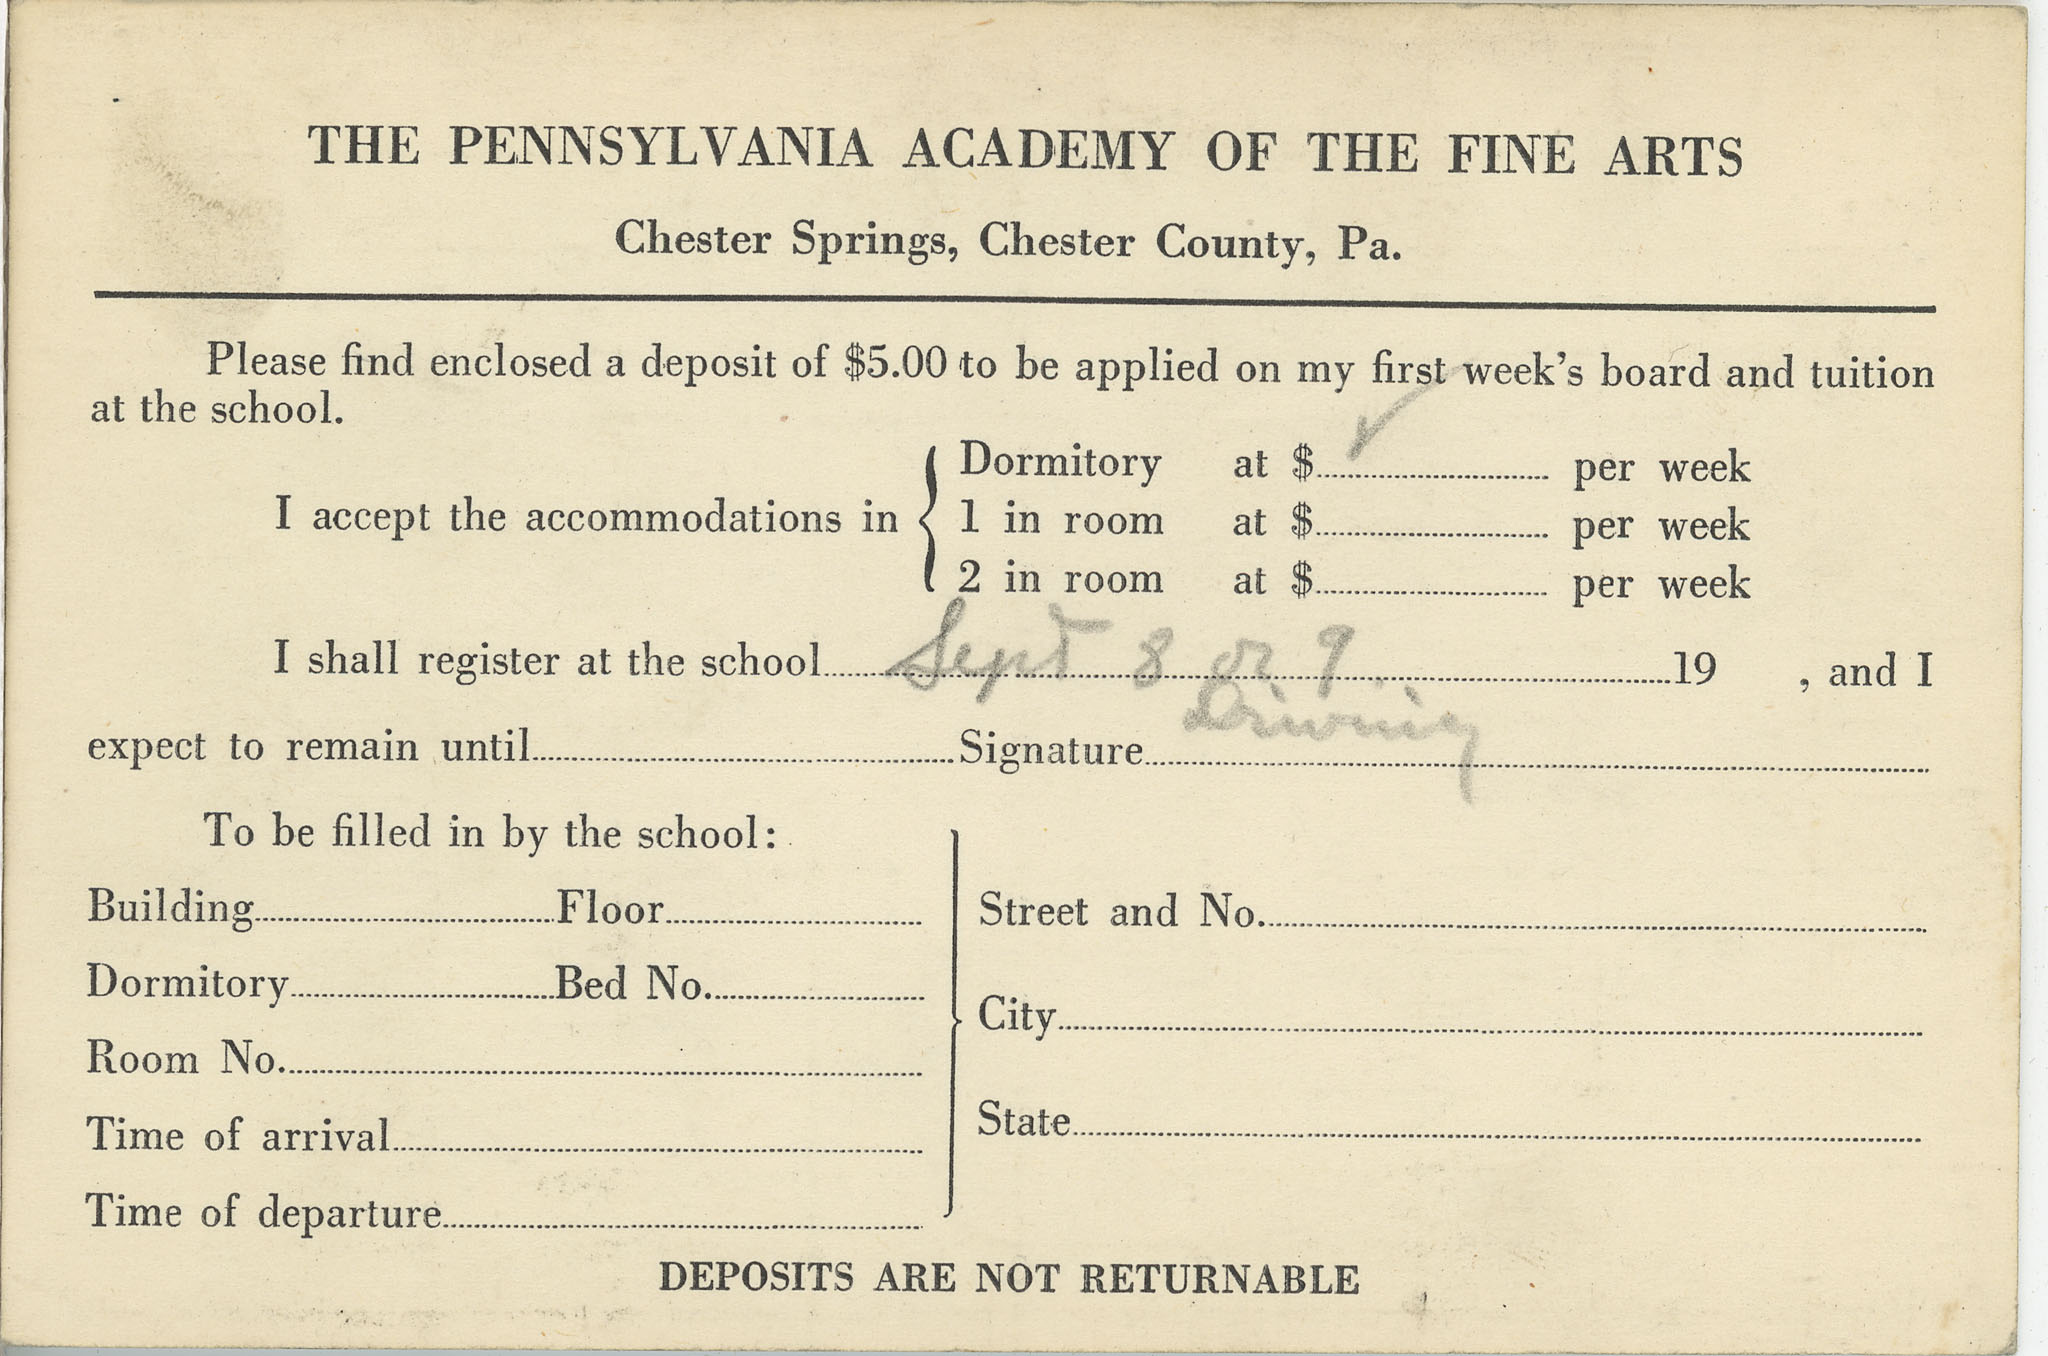 THE PENNSYLVANIA ACADEMY OF THE FINE ARTS
Chester Springs, Chester County, Pa.
Please find enclosed a deposit of $5.00 to be applied on my first week's board and tuition
at the school.
I accept the accommodations in
Dormitory at $ ✓ per week
1 in room at $ per week
2 in room at $ per week
I shall register at the school Sept 8 or 9 19 , and I
Driving
expect to remain until Signature
To be filled in by the school:
Building Floor
Dormitory Bed No.
Room No.
Time of arrival
Time of departure
Street and No.
City
State
DEPOSITS ARE NOT RETURNABLE